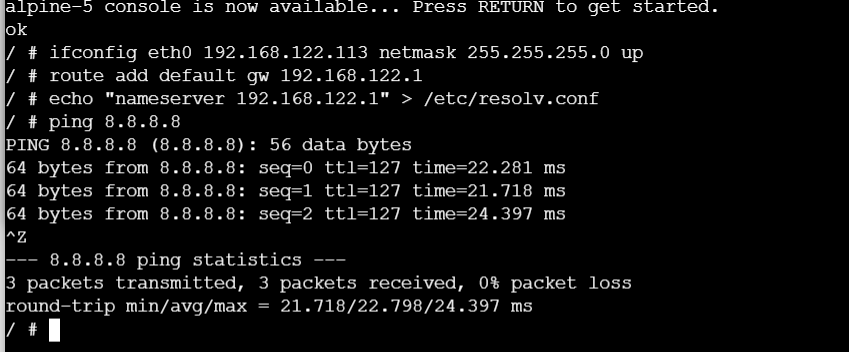 alpine-5 console is now available... Press RETURN to get started.
ok
/ # ifconfig eth0 192.168.122.113 netmask 255.255.255.0 up
/ # route add default gw 192.168.122.1
/ # echo "nameserver 192.168.122.1" > /etc/resolv.conf
/ # ping 8.8.8.8
PING 8.8.8.8 (8.8.8.8): 56 data bytes
64 bytes from 8.8.8.8: seq=0 ttl=127 time=22.281 ms
64 bytes from 8.8.8.8: seq=1 ttl=127 time=21.718 ms
64 bytes from 8.8.8.8: seq=2 ttl=127 time=24.397 ms
^Z
--- 8.8.8.8 ping statistics ---
3 packets transmitted, 3 packets received, 0% packet loss
round-trip min/avg/max = 21.718/22.798/24.397 ms
/ #